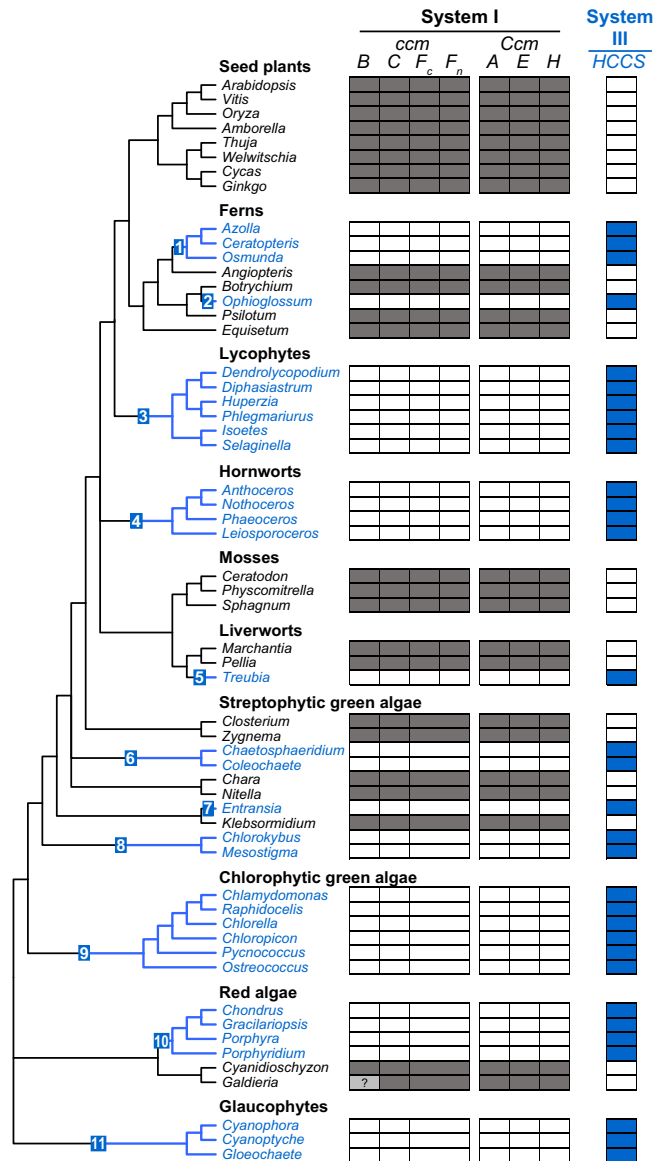 System I
System
III
ccm
Ccm
HCCS
B C Fc Fn A E H
Seed plants
Arabidopsis
Vitis
Oryza
Amborella
Thuja
Welwitschia
Cycas
Ginkgo
Ferns
Azolla
1
Ceratopteris
Osmunda
Angiopteris
Botrychium
2
Ophioglossum
Psilotum
Equisetum
Lycophytes
Dendrolycopodium
Diphasiastrum
Huperzia
3
Phlegmariurus
Isoetes
Selaginella
Hornworts
Anthoceros
Nothoceros
4
Phaeoceros
Leiosporoceros
Mosses
Ceratodon
Physcomitrella
Sphagnum
Liverworts
Marchantia
Pellia
5
Treubia
Streptophytic green algae
Closterium
Zygnema
6
Chaetosphaeridium
Coleochaete
Chara
Nitella
7
Entransia
Klebsormidium
8
Chlorokybus
Mesostigma
Chlorophytic green algae
Chlamydomonas
Raphidocelis
Chlorella
Chloropicon
9
Pycnococcus
Ostreococcus
Red algae
Chondrus
Gracilariopsis
10
Porphyra
Porphyridium
Cyanidioschyzon
Galdieria ?
Glaucophytes
Cyanophora
11
Cyanoptyche
Gloeochaete